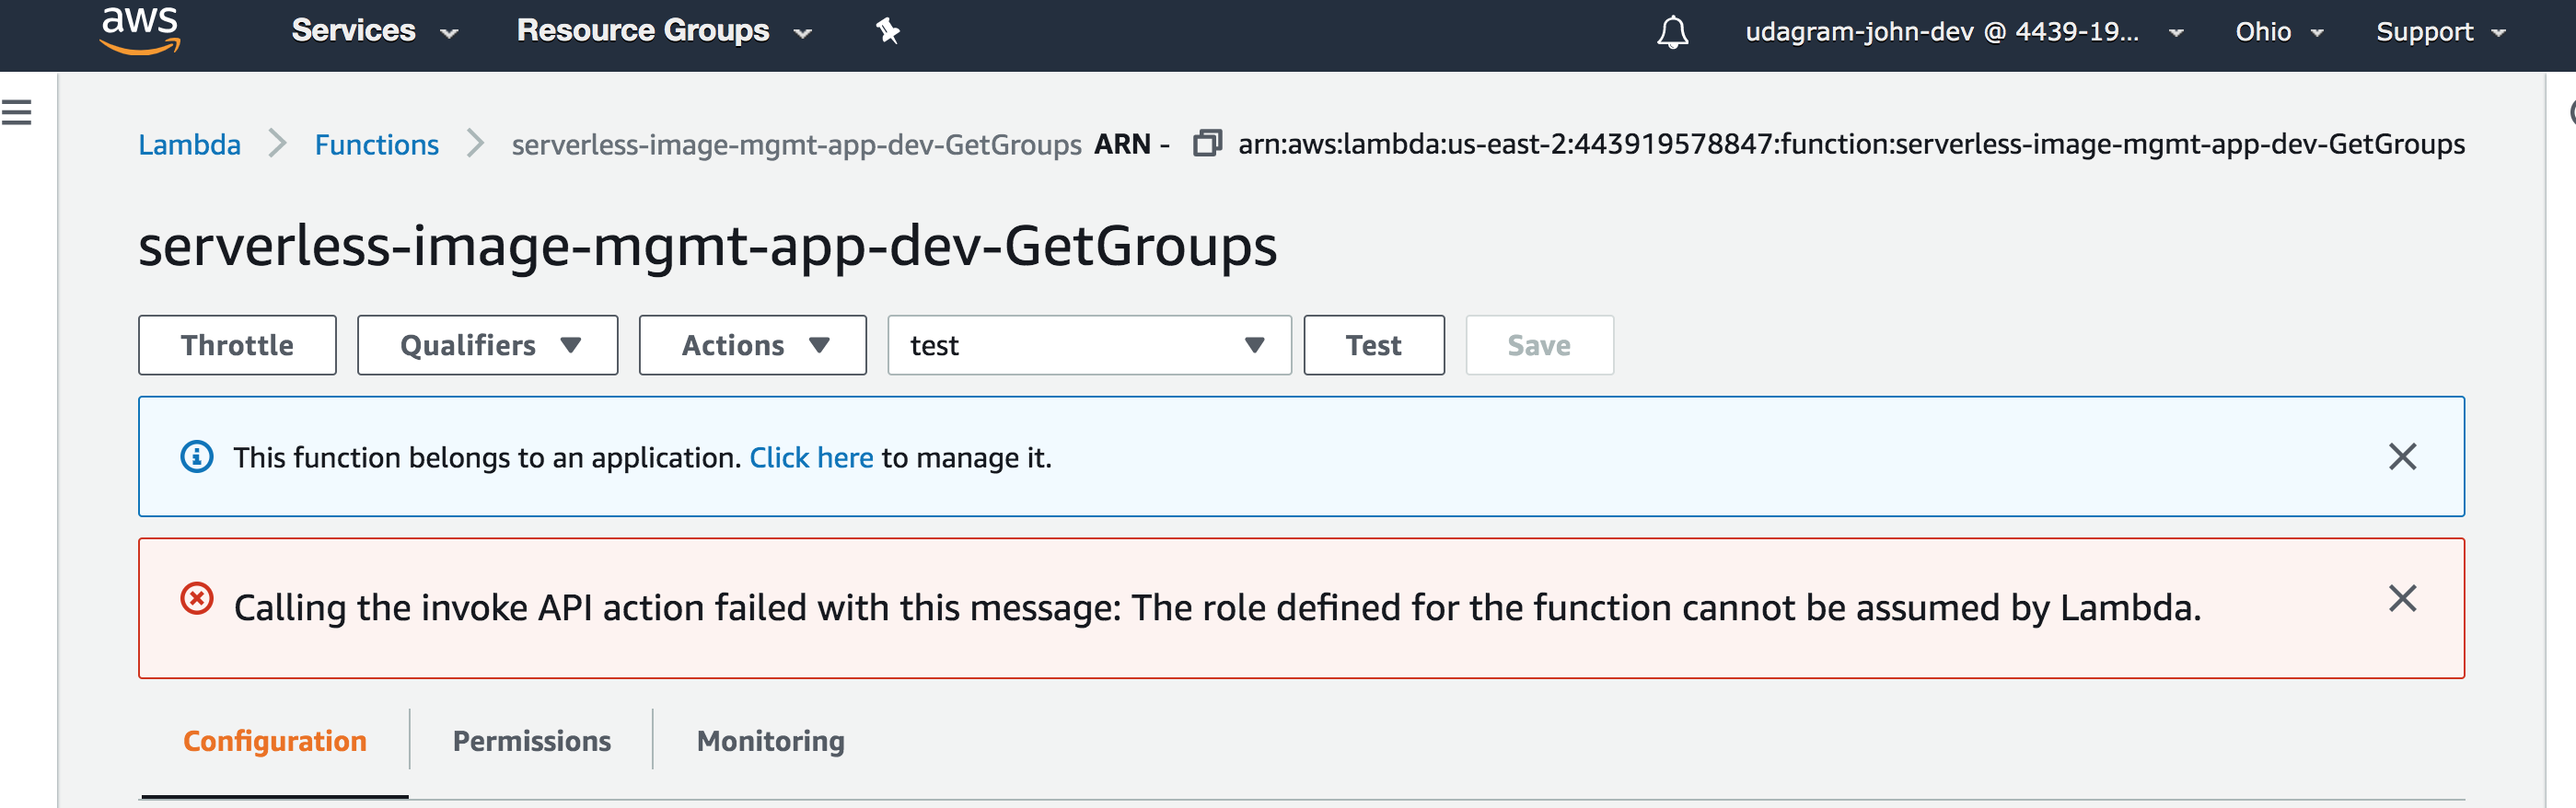 aws Services Resource Groups udagram-john-dev @ 4439-19... Ohio Support
Lambda Functions serverless-image-mgmt-app-dev-GetGroups ARN - arn:aws:lambda:us-east-2:443919578847:function:serverless-image-mgmt-app-dev-GetGroups
serverless-image-mgmt-app-dev-GetGroups
Throttle Qualifiers Actions test Test Save
This function belongs to an application. Click here to manage it.
Calling the invoke API action failed with this message: The role defined for the function cannot be assumed by Lambda.
Configuration Permissions Monitoring